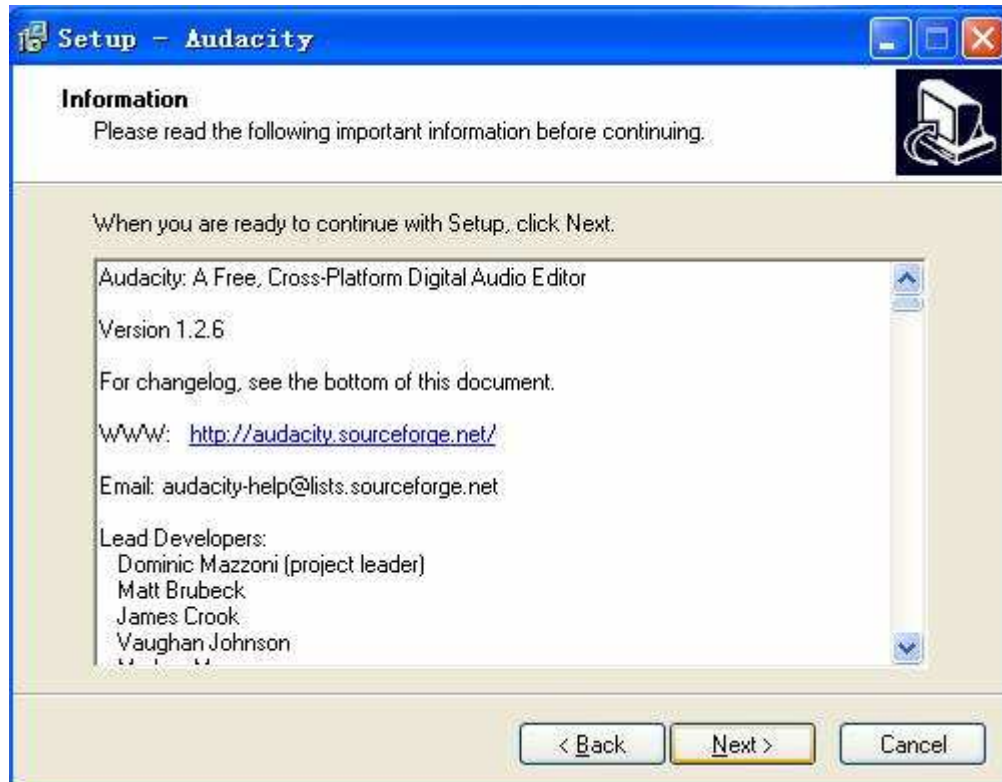 Setup - Audacity
Information
Please read the following important information before continuing.
When you are ready to continue with Setup, click Next.
Audacity: A Free, Cross-Platform Digital Audio Editor
Version 1.2.6
For changelog, see the bottom of this document.
WWW: http://audacity.sourceforge.net/
Email: audacity-help@lists.sourceforge.net
Lead Developers:
Dominic Mazzoni (project leader)
Matt Brubeck
James Crook
Vaughan Johnson
< Back
Next >
Cancel